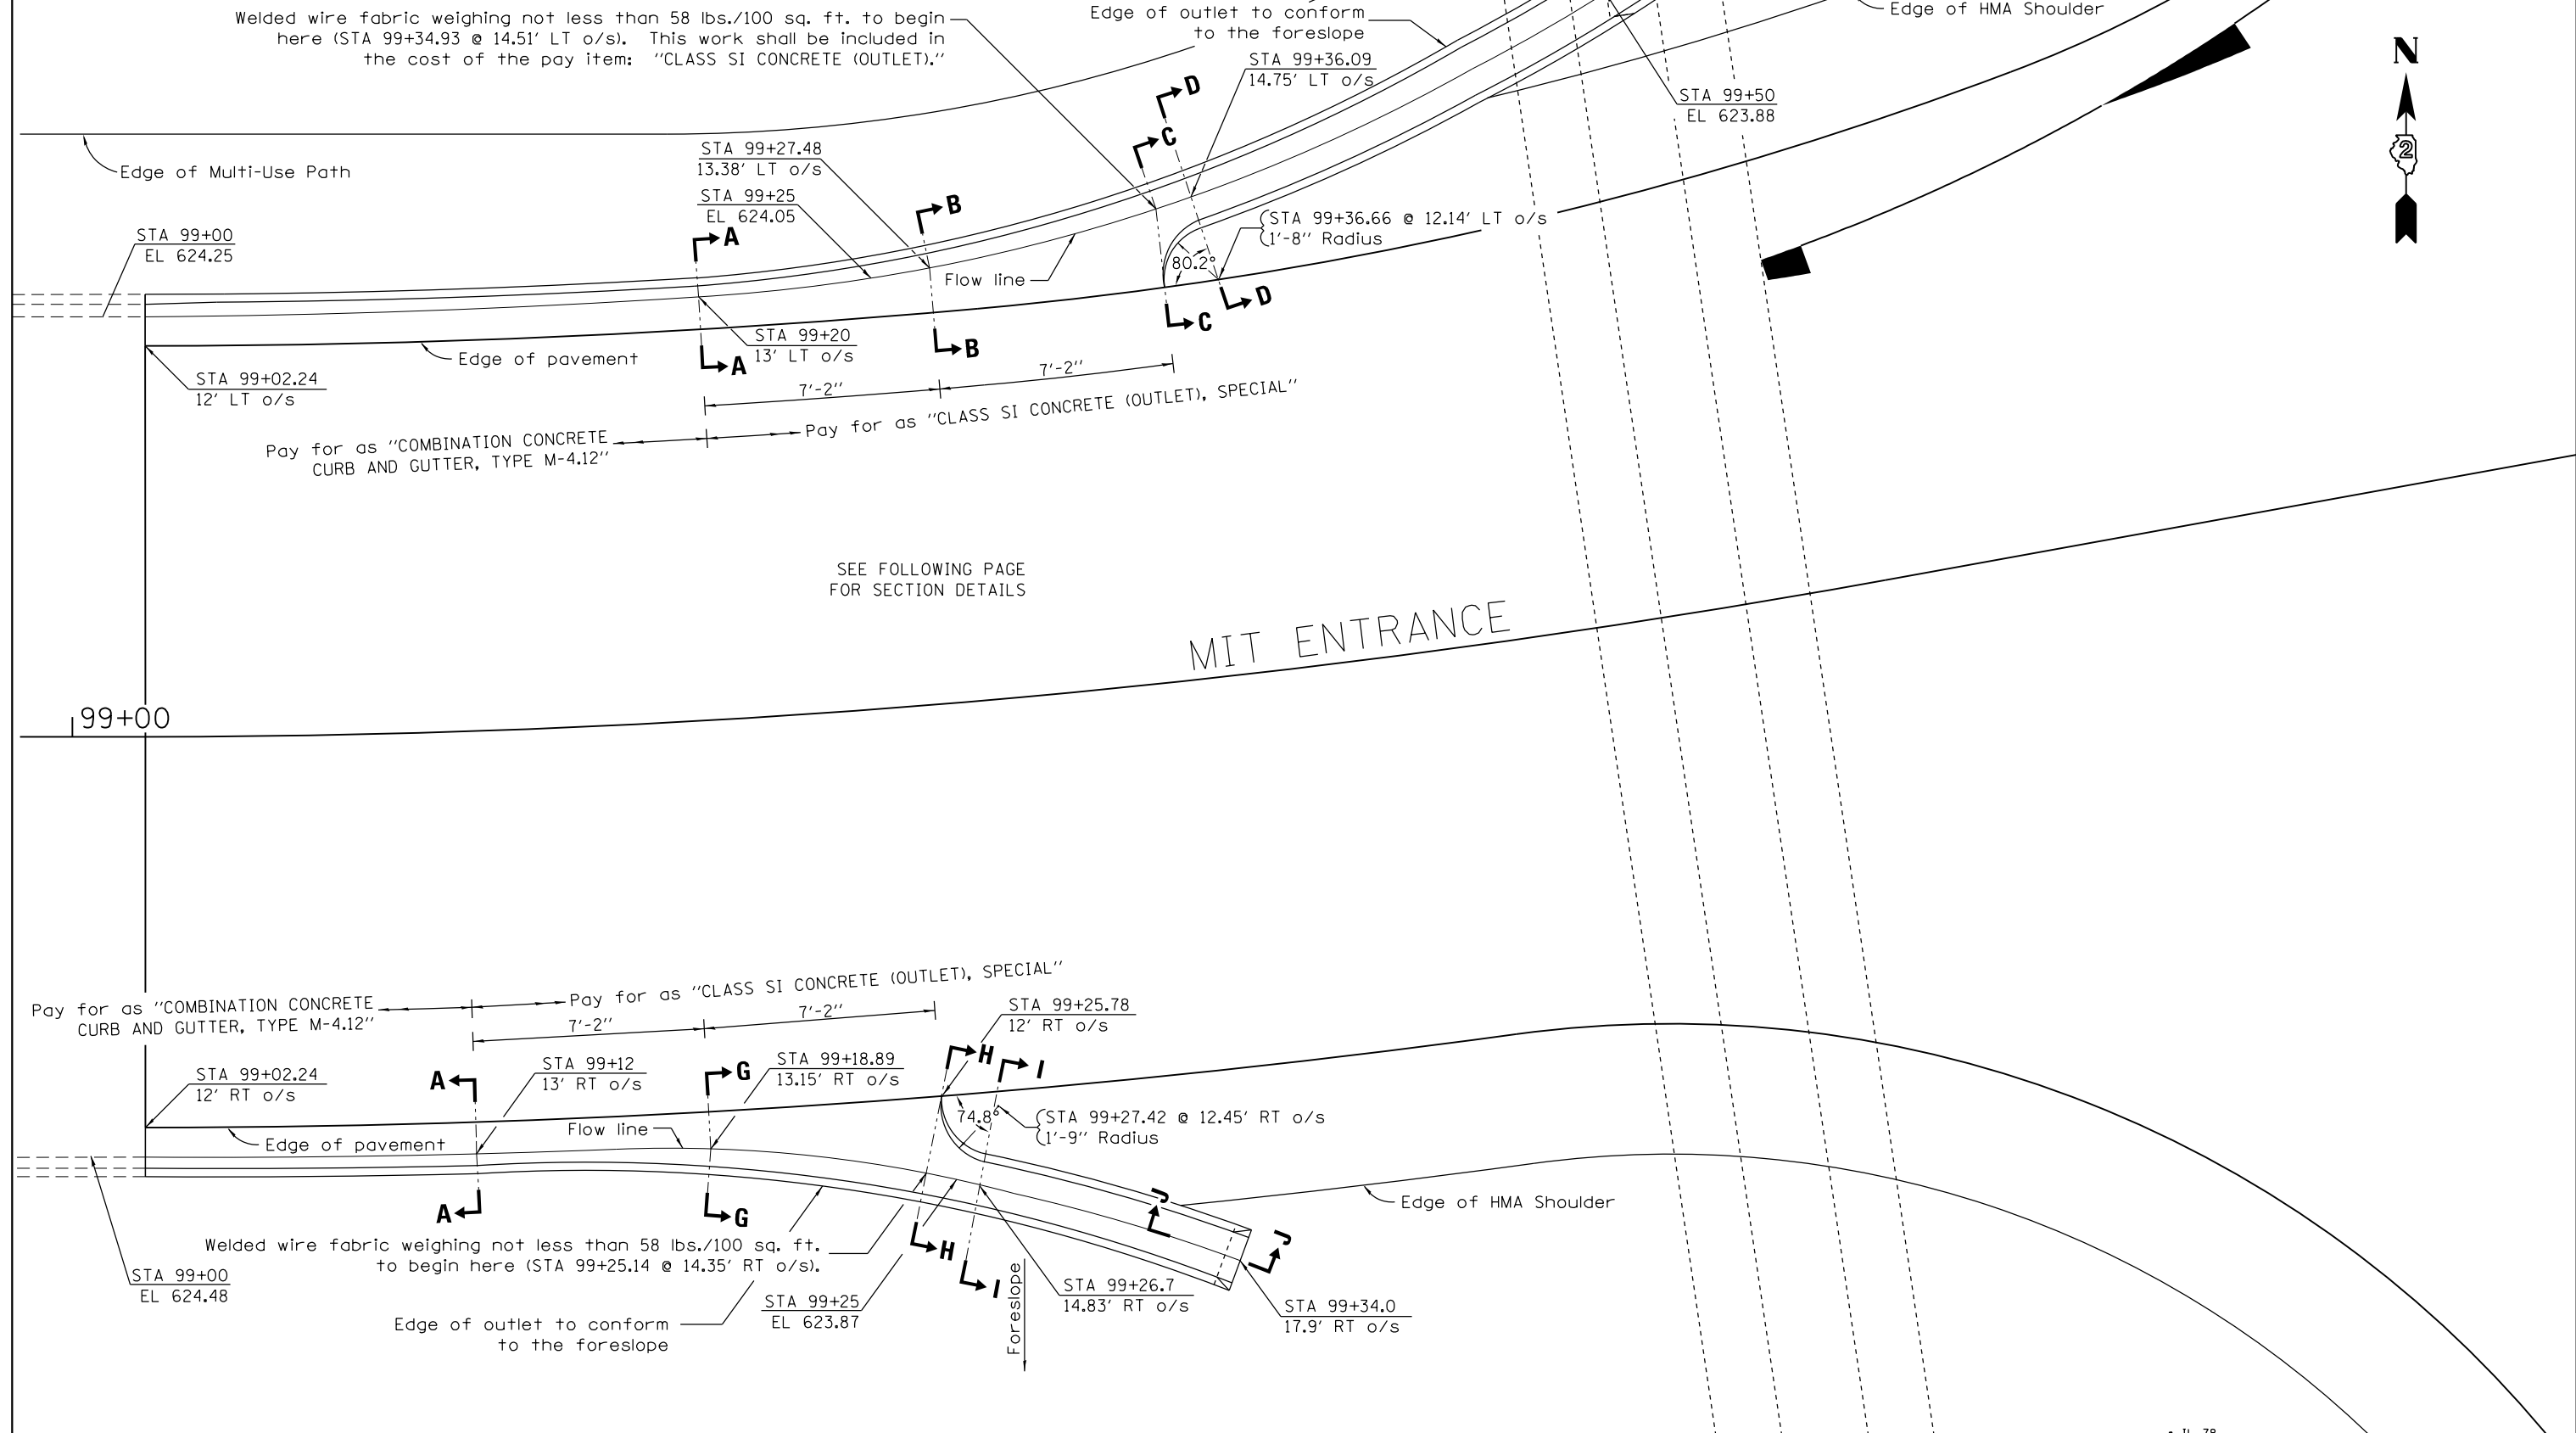 Welded wire fabric weighing not less than 58 lbs./100 sq. ft. to begin
here (STA 99+34.93 @ 14.51' LT o/s).  This work shall be included in
the cost of the pay item:  "CLASS SI CONCRETE (OUTLET)."
Edge of outlet to conform
to the foreslope
Edge of HMA Shoulder
STA 99+36.09
14.75' LT o/s
STA 99+50
EL 623.88
N
2
D
C
Edge of Multi-Use Path
STA 99+27.48
13.38' LT o/s
STA 99+25
EL 624.05
B
A
STA 99+00
EL 624.25
STA 99+36.66 @ 12.14' LT o/s
1'-8" Radius
80.2°
Flow line
D
C
STA 99+20
13' LT o/s
B
A
Edge of pavement
STA 99+02.24
12' LT o/s
7'-2"
7'-2"
Pay for as "CLASS SI CONCRETE (OUTLET), SPECIAL"
Pay for as "COMBINATION CONCRETE
CURB AND GUTTER, TYPE M-4.12"
SEE FOLLOWING PAGE
FOR SECTION DETAILS
MIT ENTRANCE
99+00
Pay for as "COMBINATION CONCRETE
CURB AND GUTTER, TYPE M-4.12"
Pay for as "CLASS SI CONCRETE (OUTLET), SPECIAL"
7'-2"
7'-2"
STA 99+25.78
12' RT o/s
STA 99+02.24
12' RT o/s
A
STA 99+12
13' RT o/s
G
STA 99+18.89
13.15' RT o/s
H
I
74.8°
STA 99+27.42 @ 12.45' RT o/s
1'-9" Radius
Edge of pavement
Flow line
A
G
H
I
J
J
Edge of HMA Shoulder
Welded wire fabric weighing not less than 58 lbs./100 sq. ft.
to begin here (STA 99+25.14 @ 14.35' RT o/s).
STA 99+00
EL 624.48
Edge of outlet to conform
to the foreslope
STA 99+25
EL 623.87
Foreslope
STA 99+26.7
14.83' RT o/s
STA 99+34.0
17.9' RT o/s